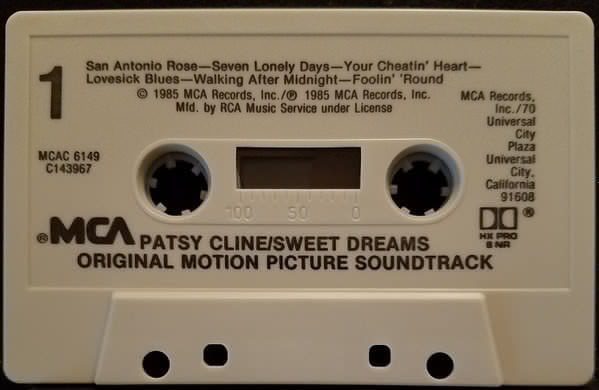 1
San Antonio Rose—Seven Lonely Days—Your Cheatin' Heart—
Lovesick Blues—Walking After Midnight—Foolin' 'Round
© 1985 MCA Records, Inc./℗ 1985 MCA Records, Inc.
Mfd. by RCA Music Service under License
MCA Records,
Inc./70
Universal
City
Plaza
Universal
City,
California
91608
MCAC 6149
C143967
100 50 0
®MCA PATSY CLINE/SWEET DREAMS
ORIGINAL MOTION PICTURE SOUNDTRACK
®
HX PRO
B NR